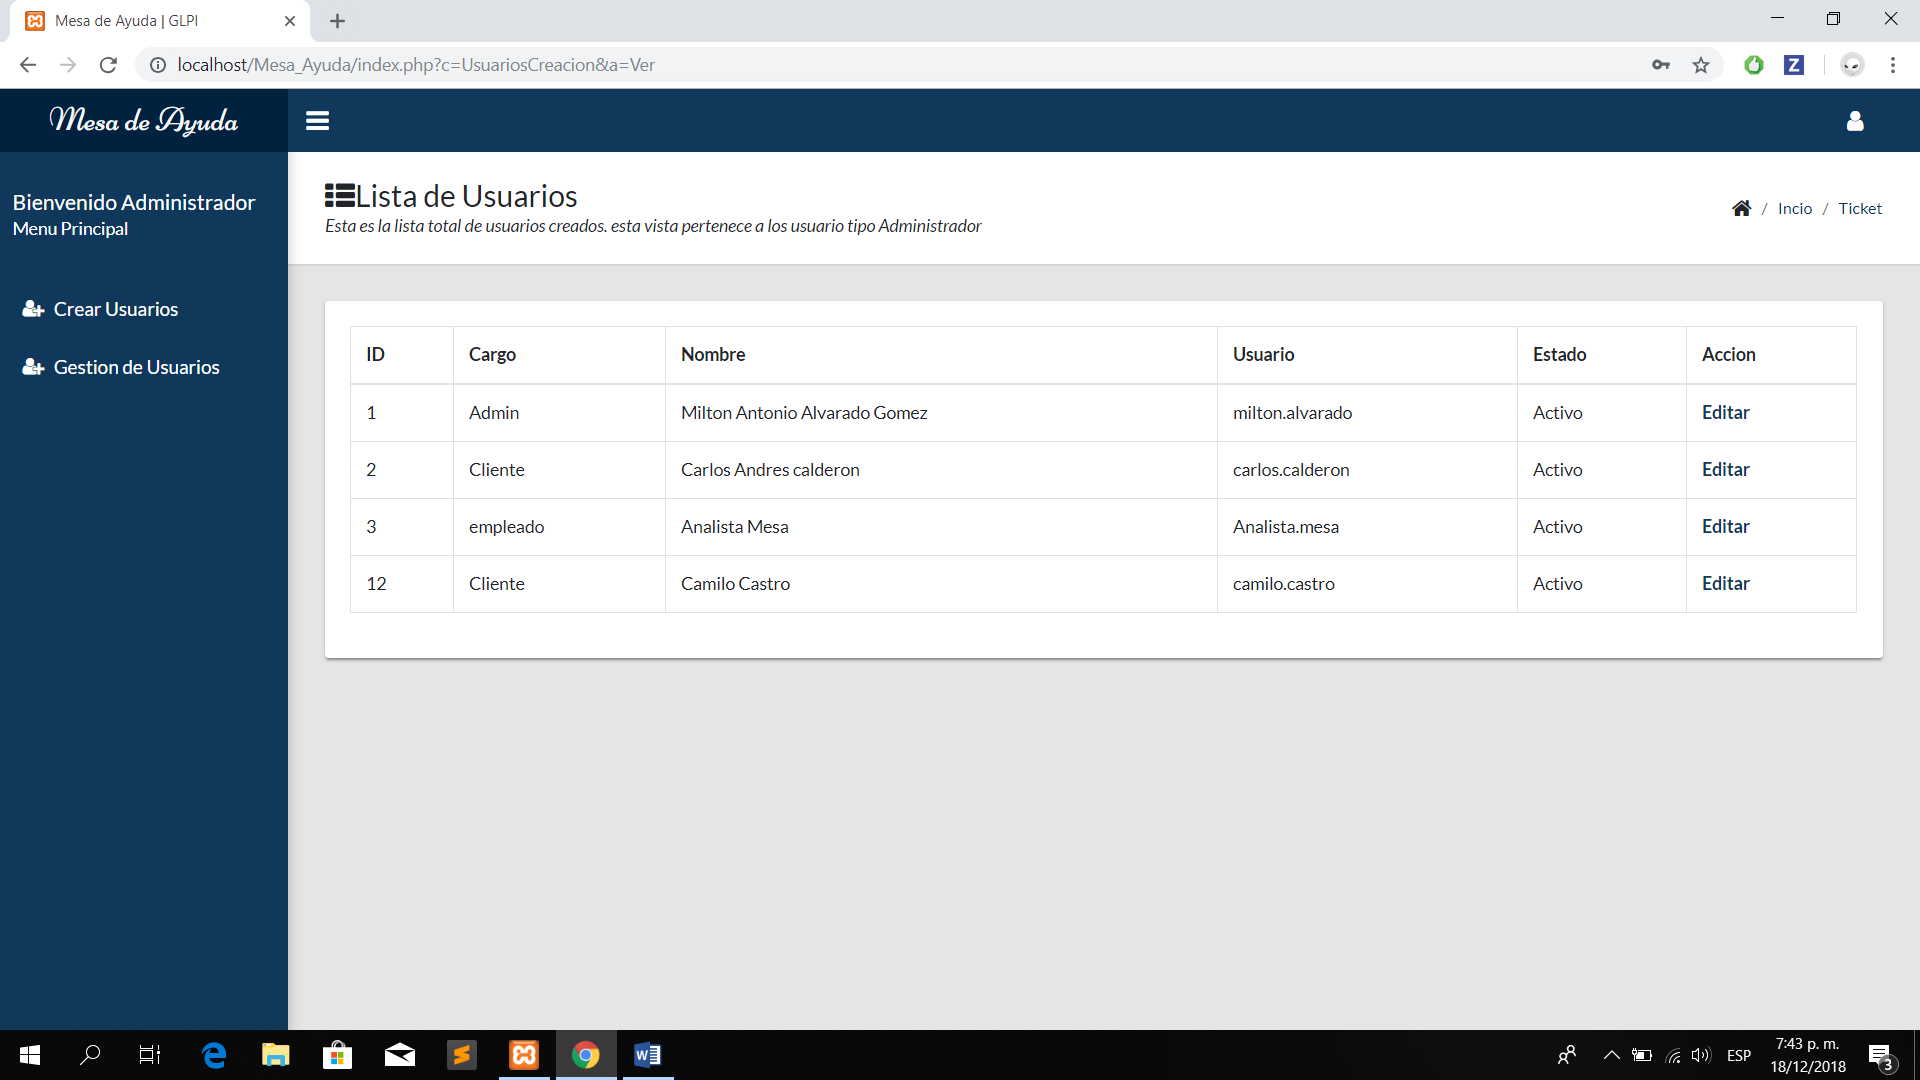 Mesa de Ayuda | GLPI
localhost/Mesa_Ayuda/index.php?c=UsuariosCreacion&a=Ver
Z
Mesa de Ayuda
Bienvenido Administrador
Menu Principal
Crear Usuarios
Gestion de Usuarios
Lista de Usuarios
Esta es la lista total de usuarios creados. esta vista pertenece a los usuario tipo Administrador
/ Incio / Ticket
ID Cargo Nombre Usuario Estado Accion
1 Admin Milton Antonio Alvarado Gomez milton.alvarado Activo Editar
2 Cliente Carlos Andres calderon carlos.calderon Activo Editar
3 empleado Analista Mesa Analista.mesa Activo Editar
12 Cliente Camilo Castro camilo.castro Activo Editar
ESP
7:43 p. m.
18/12/2018
3